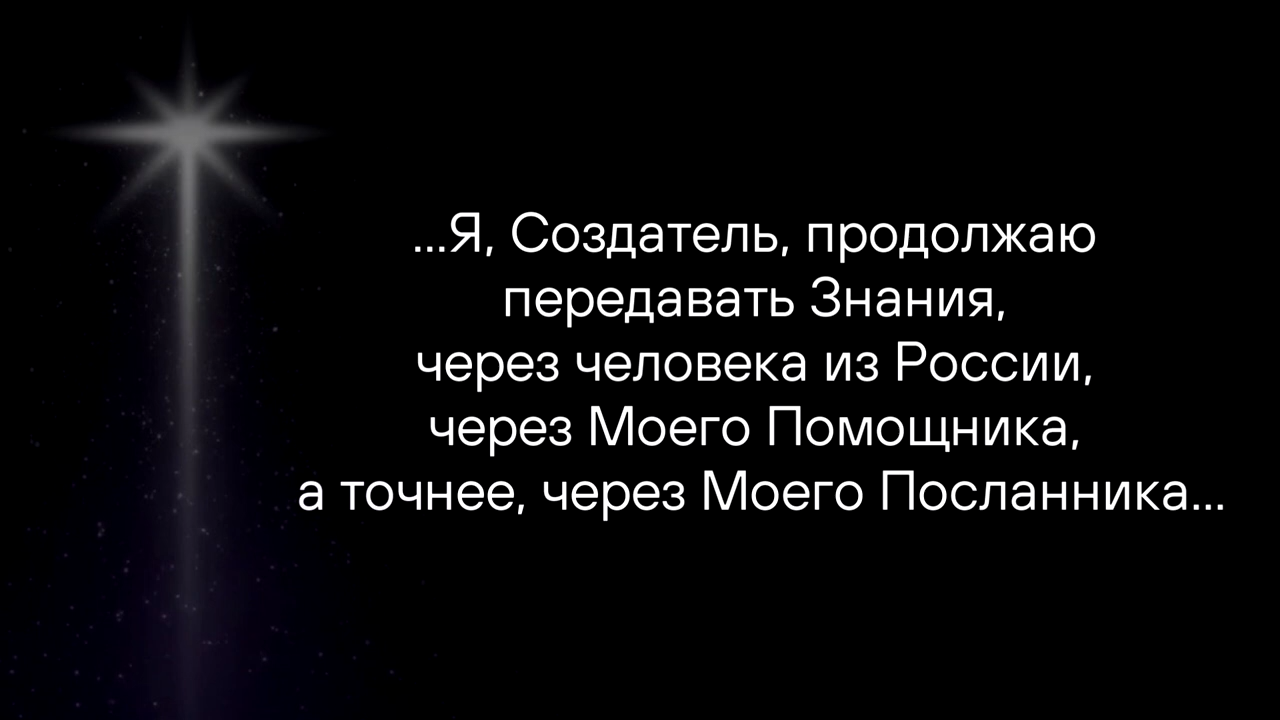 ...Я, Создатель, продолжаю
передавать Знания,
через человека из России,
через Моего Помощника,
а точнее, через Моего Посланника...